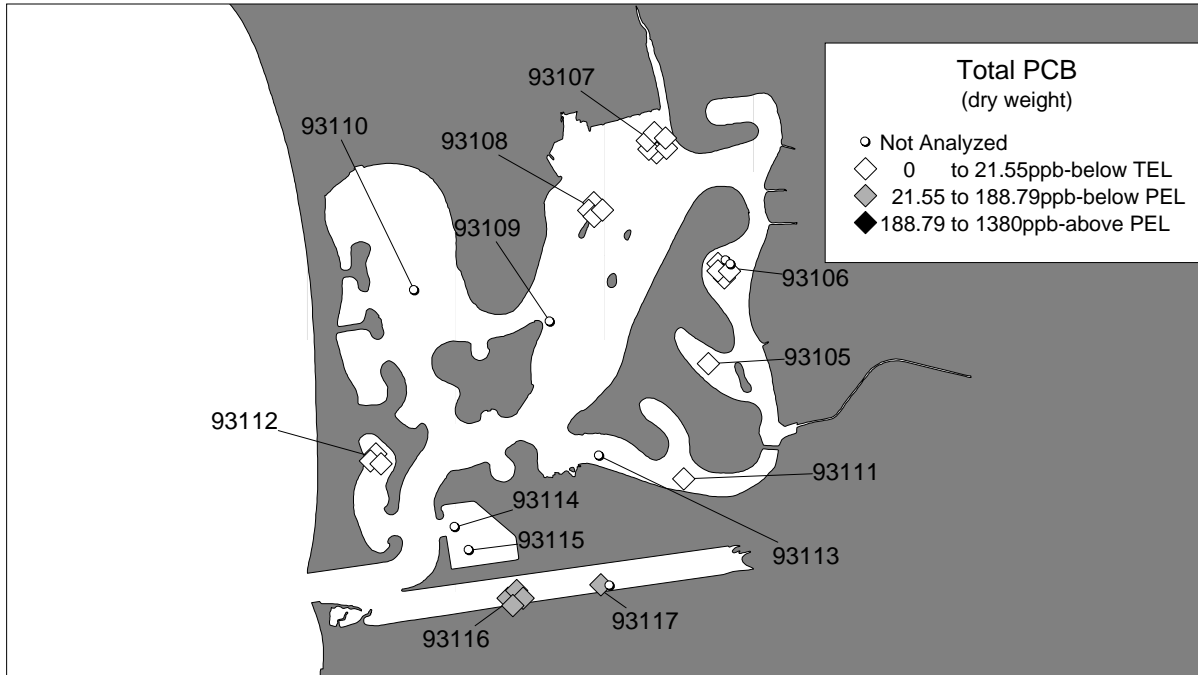 Total PCB
(dry weight)
Not Analyzed
0 to 21.55ppb-below TEL
21.55 to 188.79ppb-below PEL
188.79 to 1380ppb-above PEL
93107
93110
93108
93109
93106
93105
93112
93111
93114
93115
93113
93117
93116